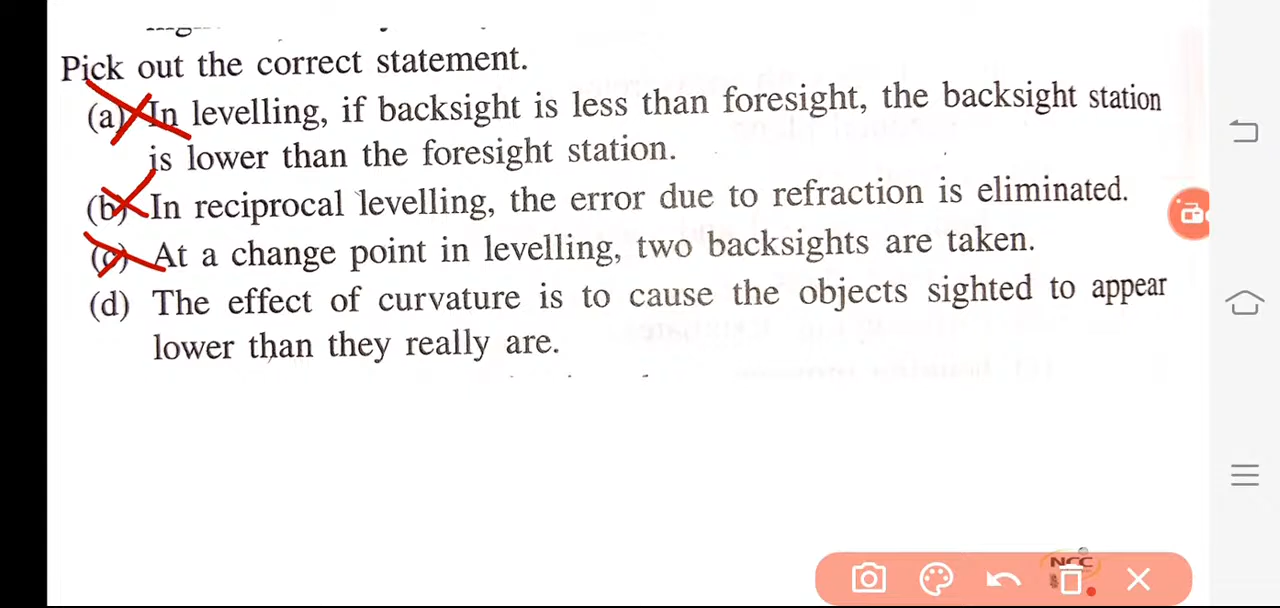 Pick out the correct statement.
(a) In levelling, if backsight is less than foresight, the backsight station
is lower than the foresight station.
(b) In reciprocal levelling, the error due to refraction is eliminated.
(c) At a change point in levelling, two backsights are taken.
(d) The effect of curvature is to cause the objects sighted to appear
lower than they really are.
NCC